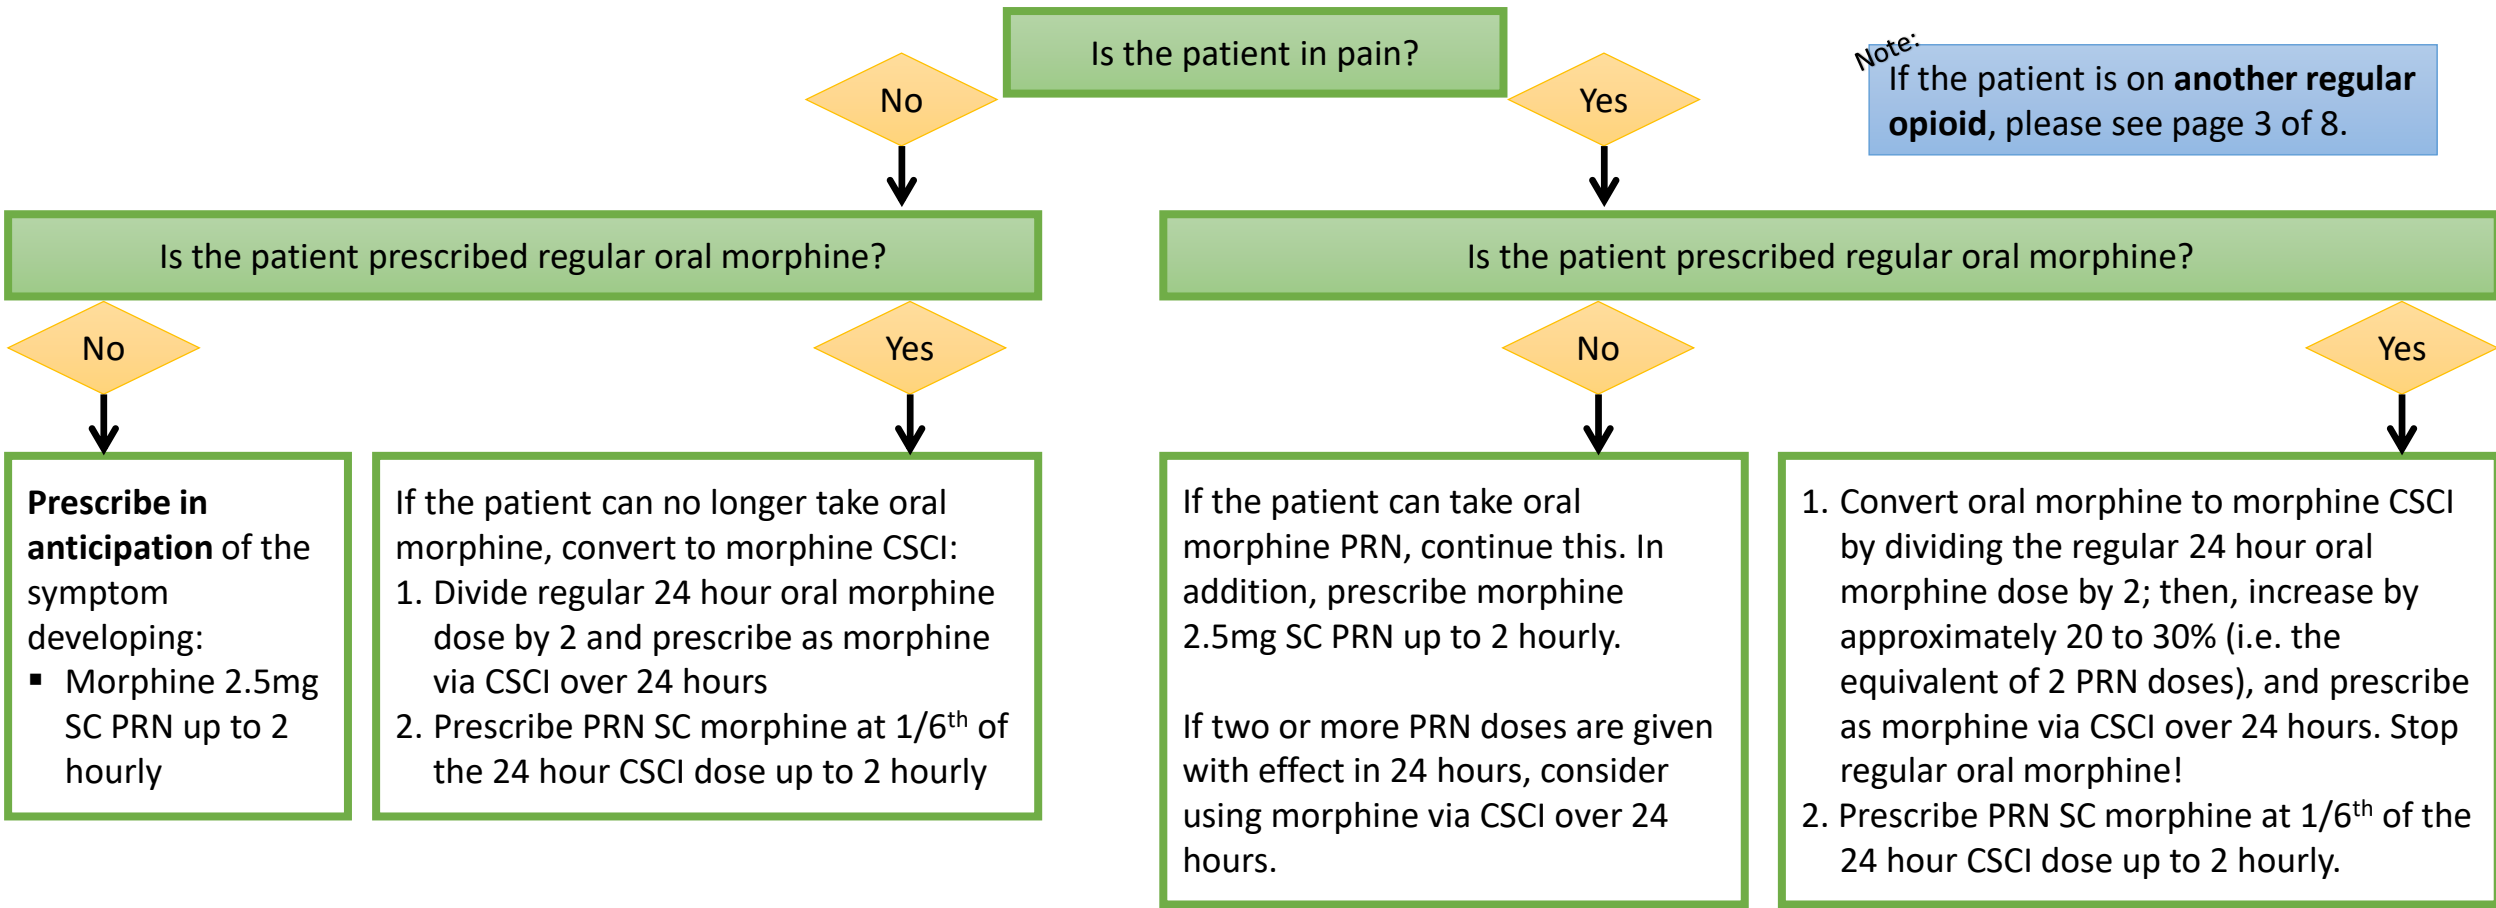 Is the patient in pain?
No
Yes
Note:
If the patient is on another regular
opioid, please see page 3 of 8.
Is the patient prescribed regular oral morphine?
No
Yes
Prescribe in
anticipation of the
symptom
developing:
▪ Morphine 2.5mg
SC PRN up to 2
hourly
If the patient can no longer take oral
morphine, convert to morphine CSCI:
1. Divide regular 24 hour oral morphine
dose by 2 and prescribe as morphine
via CSCI over 24 hours
2. Prescribe PRN SC morphine at 1/6th of
the 24 hour CSCI dose up to 2 hourly
Is the patient prescribed regular oral morphine?
No
Yes
If the patient can take oral
morphine PRN, continue this. In
addition, prescribe morphine
2.5mg SC PRN up to 2 hourly.
If two or more PRN doses are given
with effect in 24 hours, consider
using morphine via CSCI over 24
hours.
1. Convert oral morphine to morphine CSCI
by dividing the regular 24 hour oral
morphine dose by 2; then, increase by
approximately 20 to 30% (i.e. the
equivalent of 2 PRN doses), and prescribe
as morphine via CSCI over 24 hours. Stop
regular oral morphine!
2. Prescribe PRN SC morphine at 1/6th of the
24 hour CSCI dose up to 2 hourly.